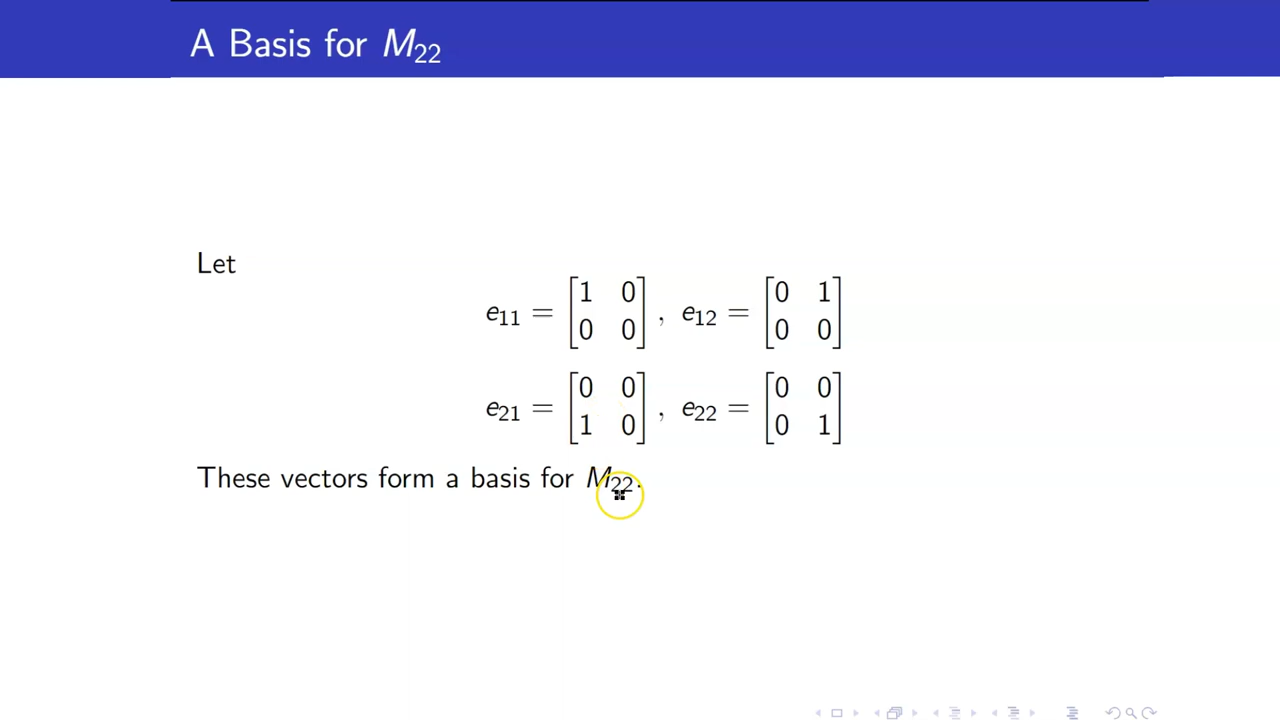 A Basis for M₂₂
Let
e₁₁ = [1 0; 0 0], e₁₂ = [0 1; 0 0]
e₂₁ = [0 0; 1 0], e₂₂ = [0 0; 0 1]
These vectors form a basis for M₂₂.